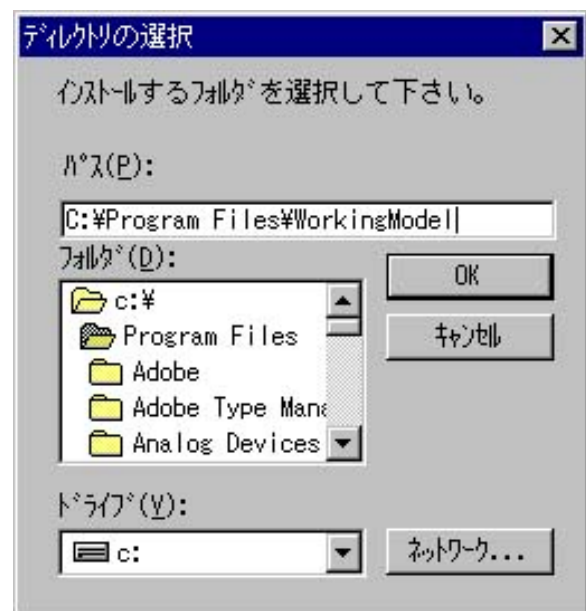 ﾃﾞｨﾚｸﾄﾘの選択
ｲﾝｽﾄｰﾙするﾌｫﾙﾀﾞを選択して下さい。
ﾊﾟｽ(P):
C:¥Program Files¥WorkingModel
ﾌｫﾙﾀﾞ(D):
OK
c:¥
Program Files
ｷｬﾝｾﾙ
Adobe
Adobe Type Mana
Analog Devices
ﾄﾞﾗｲﾌﾞ(V):
c:
ﾈｯﾄﾜｰｸ...